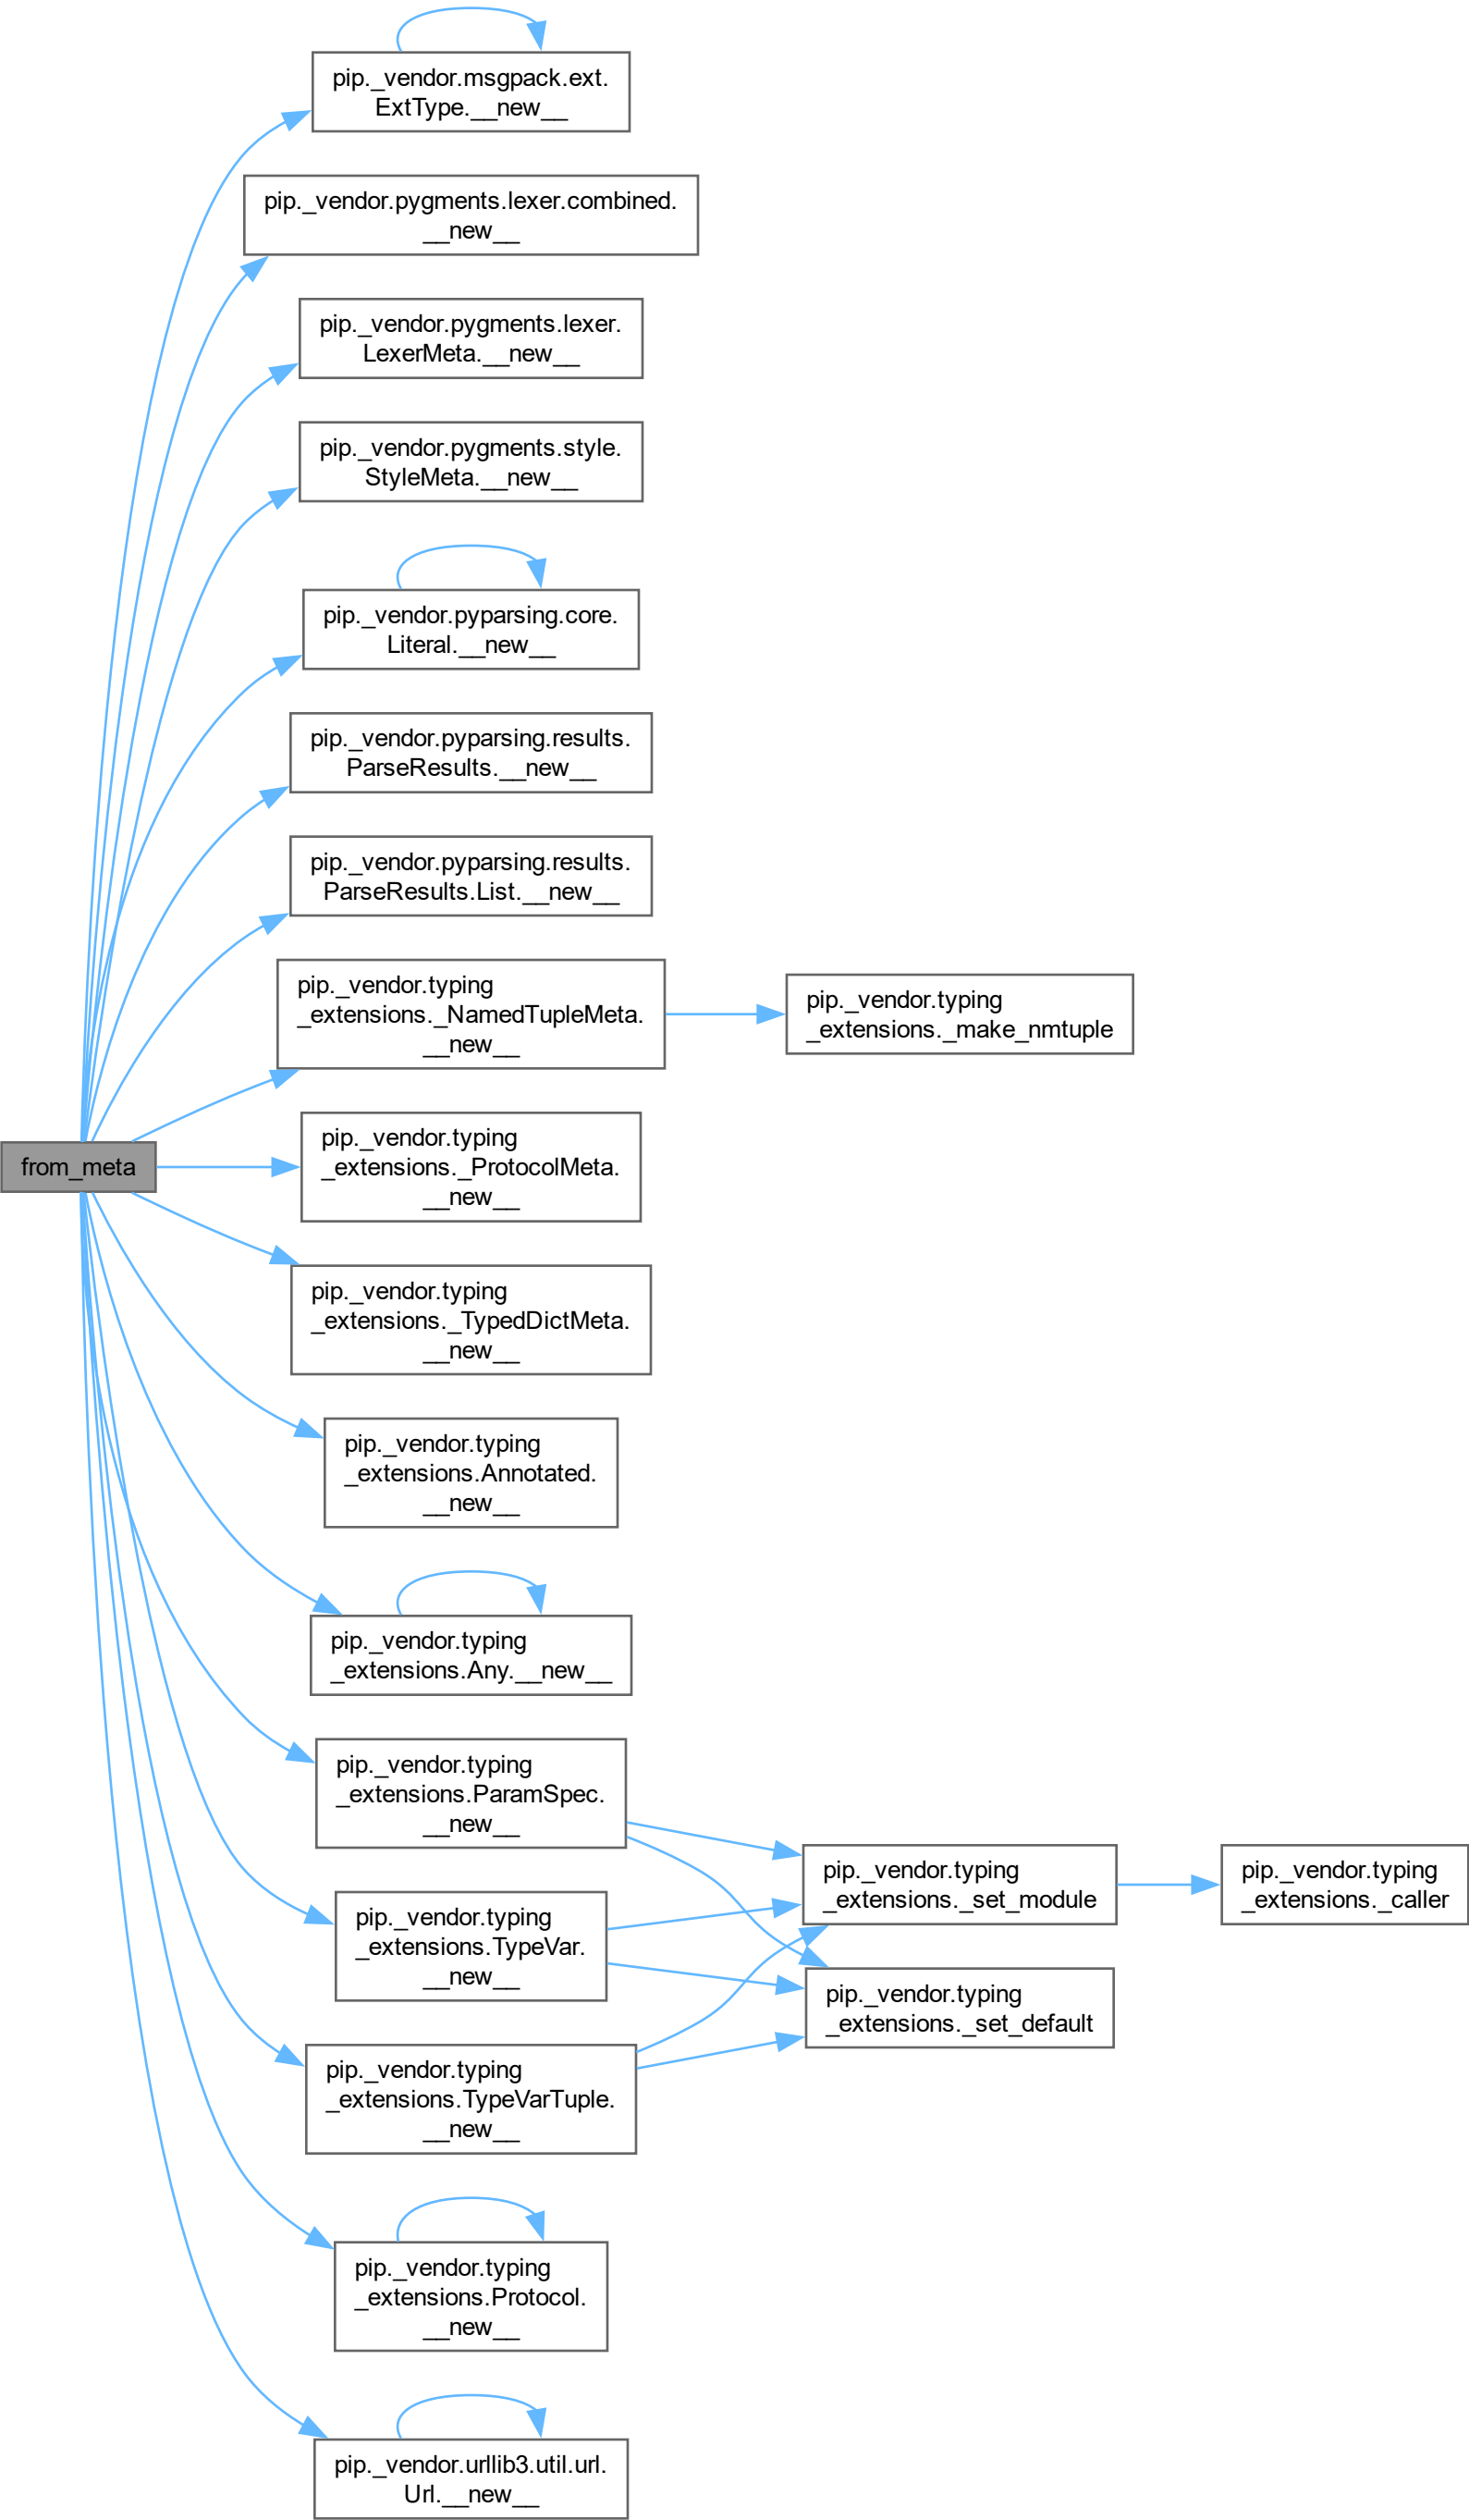 pip._vendor.msgpack.ext.
ExtType.__new__
pip._vendor.pygments.lexer.combined.
__new__
pip._vendor.pygments.lexer.
LexerMeta.__new__
pip._vendor.pygments.style.
StyleMeta.__new__
pip._vendor.pyparsing.core.
Literal.__new__
pip._vendor.pyparsing.results.
ParseResults.__new__
pip._vendor.pyparsing.results.
ParseResults.List.__new__
pip._vendor.typing
_extensions._NamedTupleMeta.
__new__
pip._vendor.typing
_extensions._make_nmtuple
from_meta
pip._vendor.typing
_extensions._ProtocolMeta.
__new__
pip._vendor.typing
_extensions._TypedDictMeta.
__new__
pip._vendor.typing
_extensions.Annotated.
__new__
pip._vendor.typing
_extensions.Any.__new__
pip._vendor.typing
_extensions.ParamSpec.
__new__
pip._vendor.typing
_extensions._set_module
pip._vendor.typing
_extensions._caller
pip._vendor.typing
_extensions.TypeVar.
__new__
pip._vendor.typing
_extensions._set_default
pip._vendor.typing
_extensions.TypeVarTuple.
__new__
pip._vendor.typing
_extensions.Protocol.
__new__
pip._vendor.urllib3.util.url.
Url.__new__